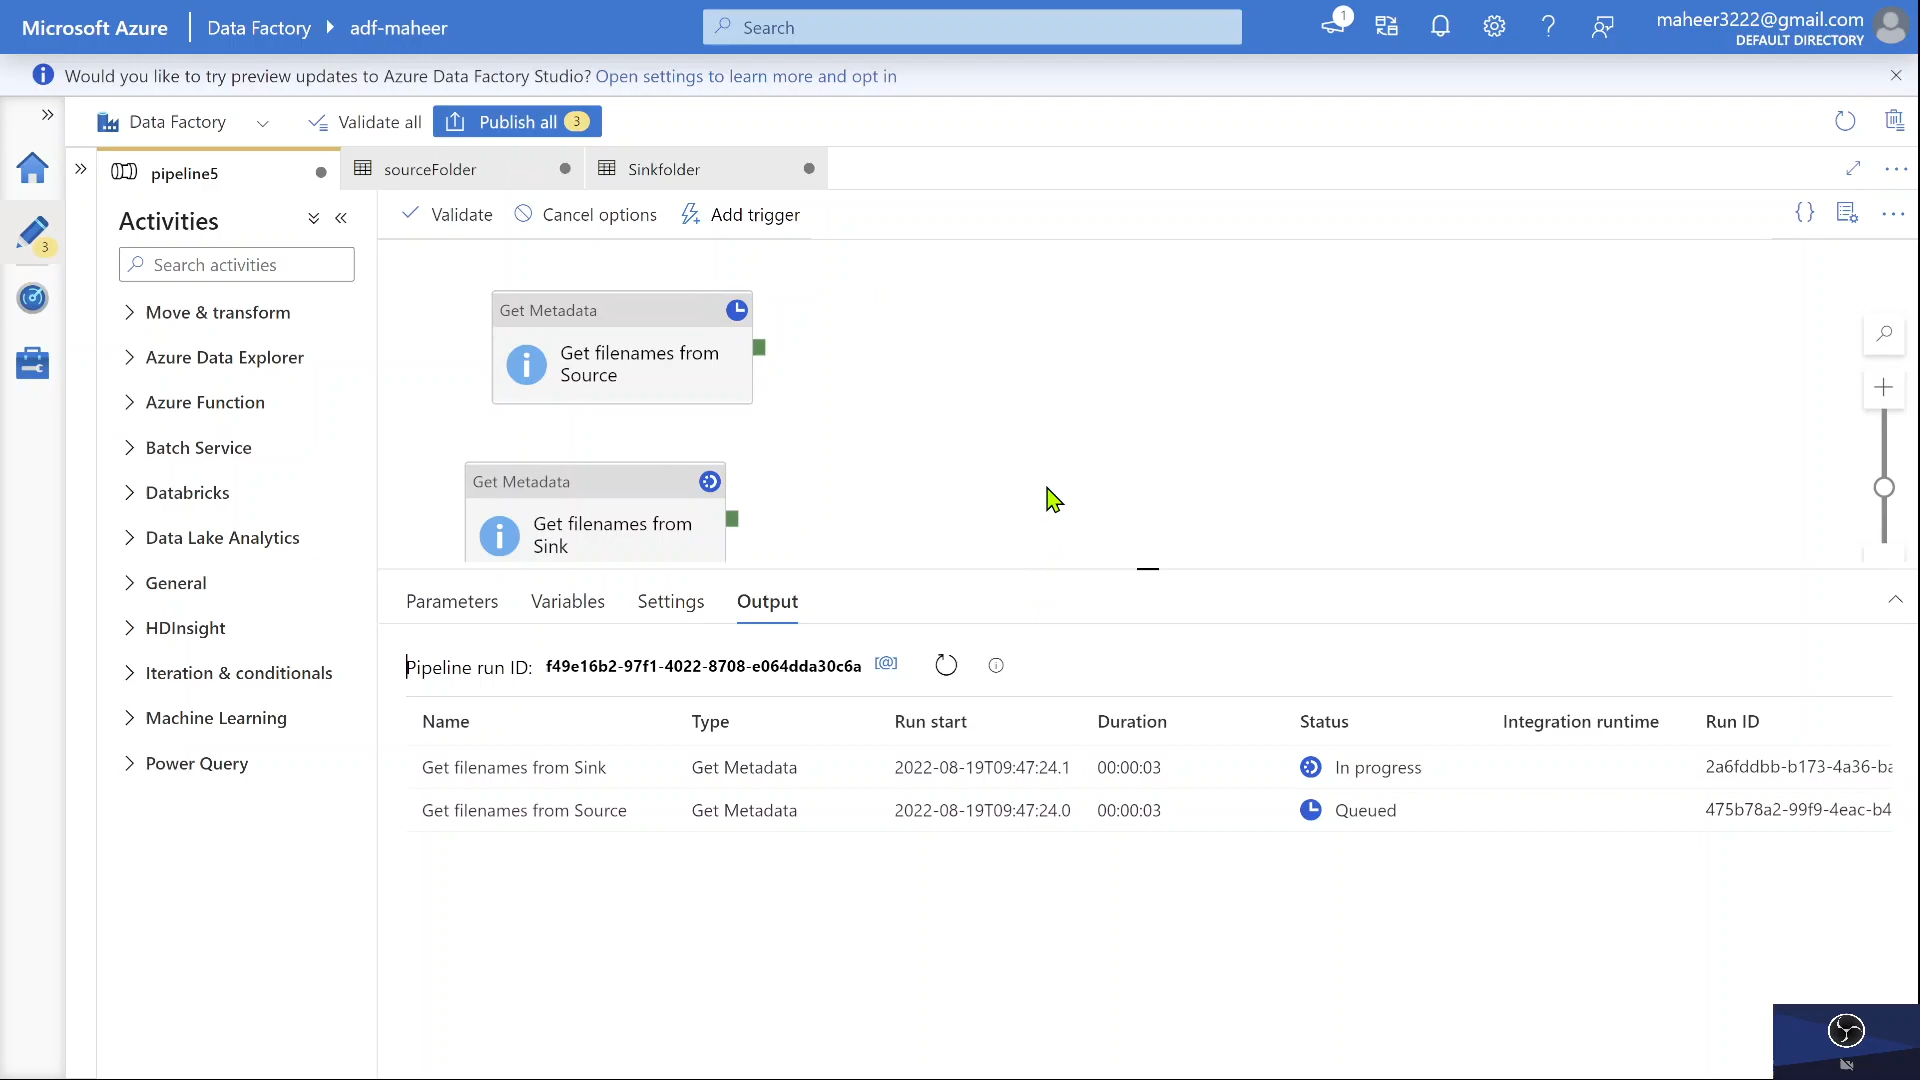 Microsoft Azure
Data Factory
adf-maheer
Search
1
maheer3222@gmail.com
DEFAULT DIRECTORY
Would you like to try preview updates to Azure Data Factory Studio? Open settings to learn more and opt in
Data Factory
Validate all
Publish all 3
pipeline5
sourceFolder
Sinkfolder
3
Activities
Search activities
Move & transform
Azure Data Explorer
Azure Function
Batch Service
Databricks
Data Lake Analytics
General
HDInsight
Iteration & conditionals
Machine Learning
Power Query
Validate
Cancel options
Add trigger
Get Metadata
Get filenames from
Source
Get Metadata
Get filenames from
Sink
Parameters
Variables
Settings
Output
Pipeline run ID: f49e16b2-97f1-4022-8708-e064dda30c6a [@]
Name Type Run start Duration Status Integration runtime Run ID
Get filenames from Sink Get Metadata 2022-08-19T09:47:24.1 00:00:03 In progress 2a6fddbb-b173-4a36-ba
Get filenames from Source Get Metadata 2022-08-19T09:47:24.0 00:00:03 Queued 475b78a2-99f9-4eac-b4